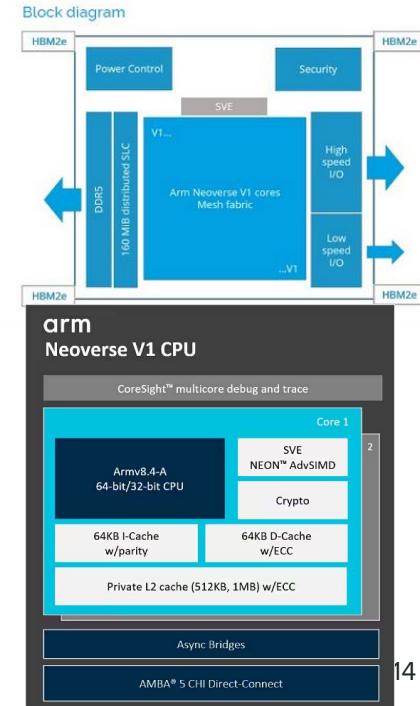 Block diagram
HBM2e
HBM2e
Power Control
Security
SVE
V1...
DDR5
160 MiB distributed SLC
Arm Neoverse V1 cores
Mesh fabric
...V1
High
speed
I/O
Low
speed
I/O
HBM2e
HBM2e
arm
Neoverse V1 CPU
CoreSight™ multicore debug and trace
Core 1
2
Armv8.4-A
64-bit/32-bit CPU
SVE
NEON™ AdvSIMD
Crypto
64KB I-Cache
w/parity
64KB D-Cache
w/ECC
Private L2 cache (512KB, 1MB) w/ECC
Async Bridges
AMBA® 5 CHI Direct-Connect
14